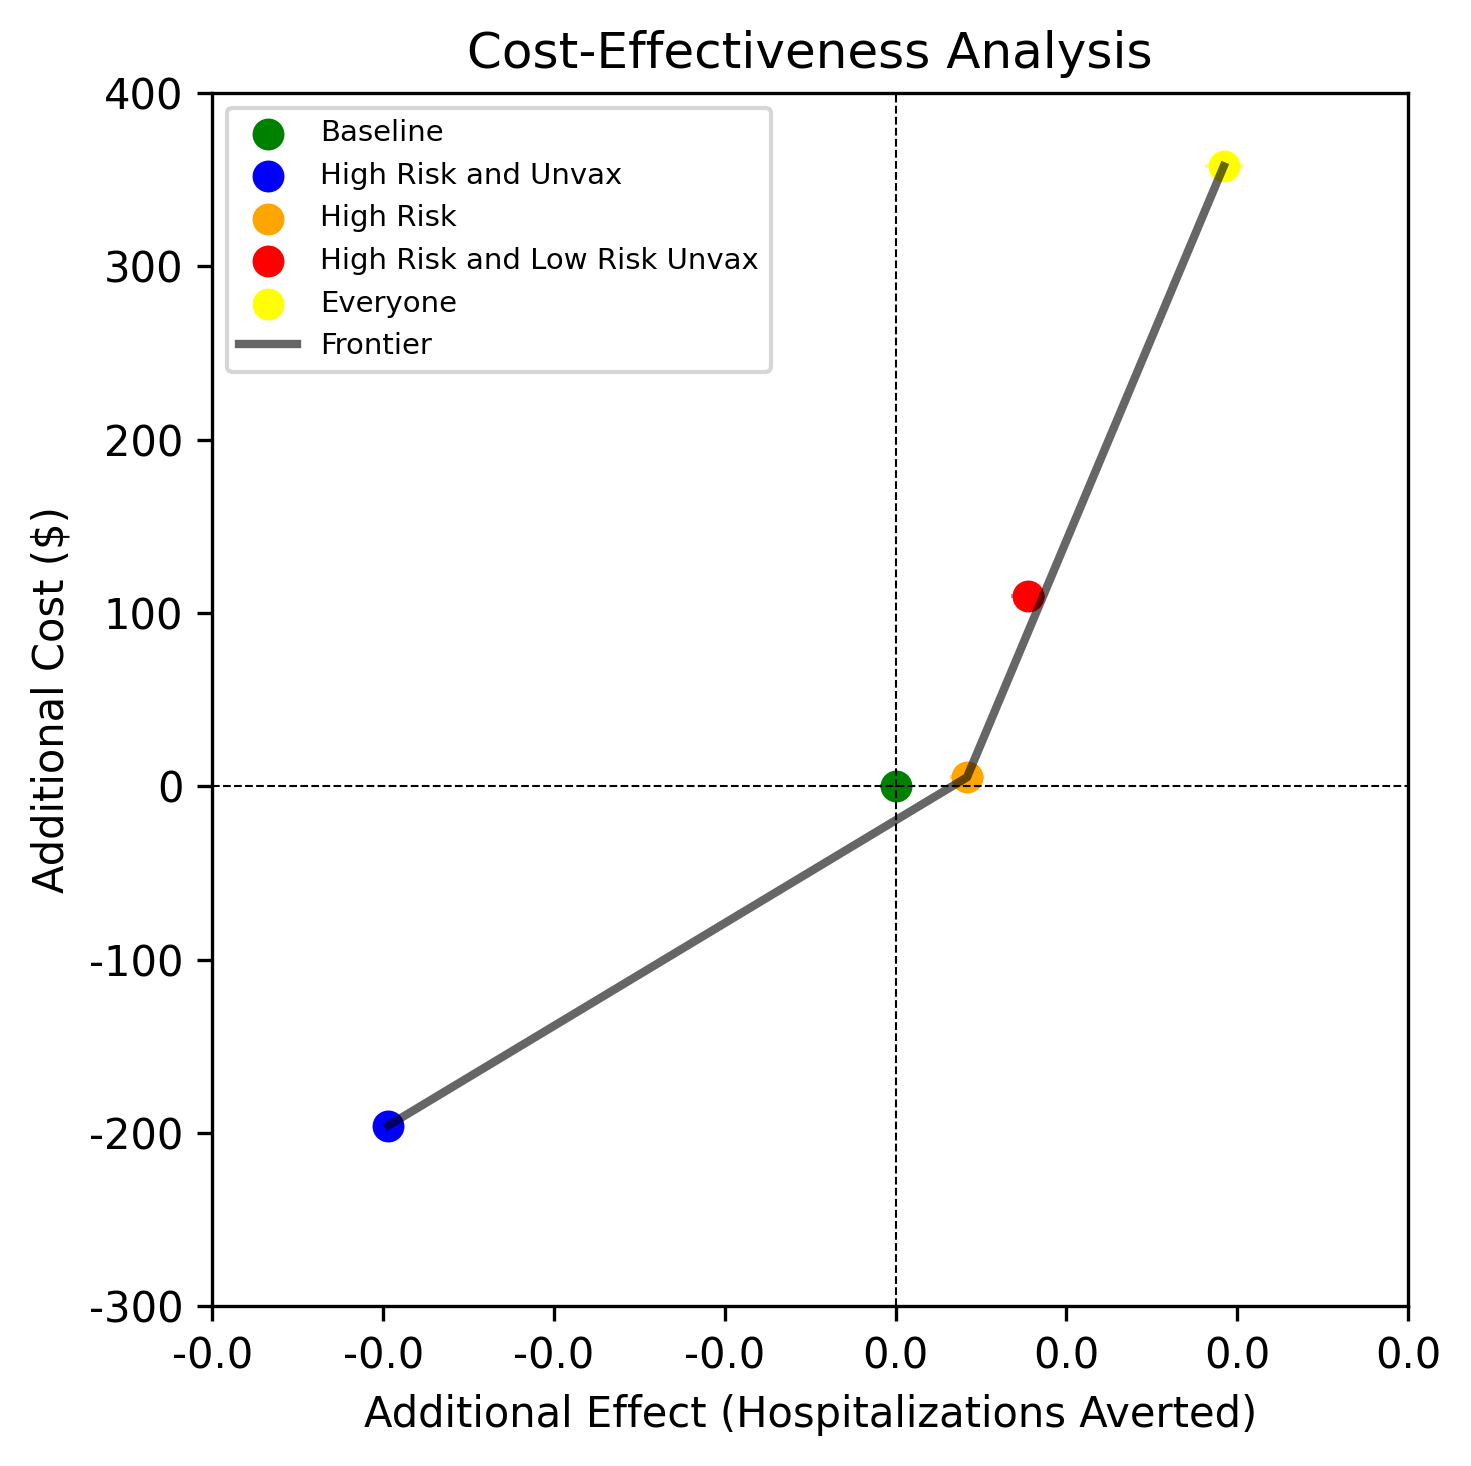 Cost-Effectiveness Analysis
400
300
200
100
0
-100
-200
-300
Additional Cost ($)
Baseline
High Risk and Unvax
High Risk
High Risk and Low Risk Unvax
Everyone
Frontier
-0.0 -0.0 -0.0 -0.0 0.0 0.0 0.0 0.0
Additional Effect (Hospitalizations Averted)